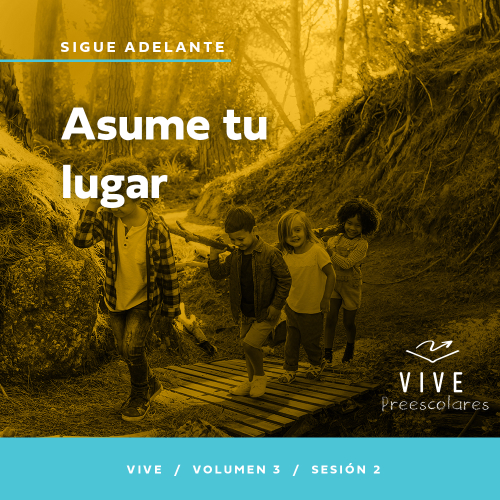 SIGUE ADELANTE
Asume tu
lugar
VIVE
Preescolares
VIVE / VOLUMEN 3 / SESIÓN 2